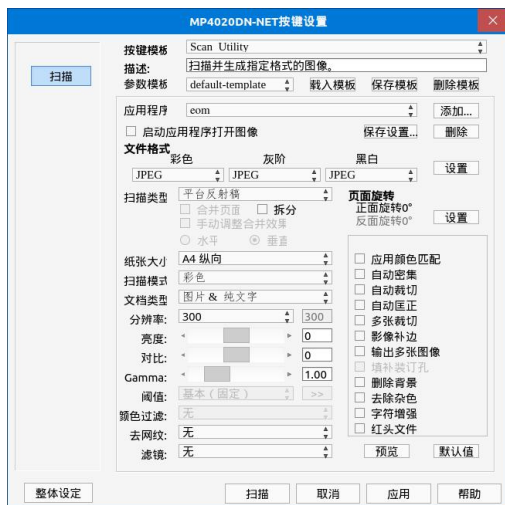 MP4020DN-NET按键设置
扫描
按键模板 Scan Utility
描述: 扫描并生成指定格式的图像。
参数模板 default-template 载入模板 保存模板 删除模板
应用程序 eom 添加...
启动应用程序打开图像 保存设置... 删除
文件格式
彩色 灰阶 黑白
JPEG JPEG JPEG 设置
扫描类型 平台反射稿 页面旋转
合并页面 拆分 正面旋转0°
手动调整合并效果 反面旋转0° 设置
水平 垂直
纸张大小 A4 纵向 应用颜色匹配
扫描模式 彩色 自动密集
文档类型 图片 & 纯文字 自动裁切
分辨率: 300 300 自动匡正
亮度: 0 多张裁切
对比: 0 影像补边
Gamma: 1.00 输出多张图像
阈值: 基本（固定） >> 填补装订孔
颜色过滤: 无 删除背景
去网纹: 无 去除杂色
滤镜: 无 字符增强
红头文件
预览 默认值
整体设定 扫描 取消 应用 帮助